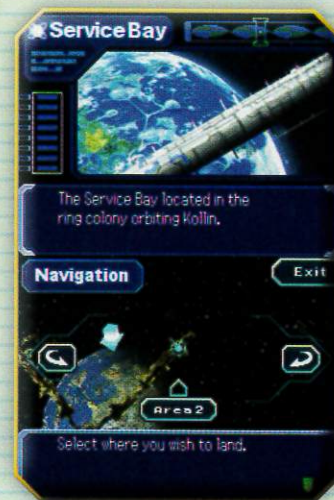 Service Bay
The Service Bay located in the
ring colony orbiting Kollin.
Navigation
Exit
Area2
Select where you wish to land.